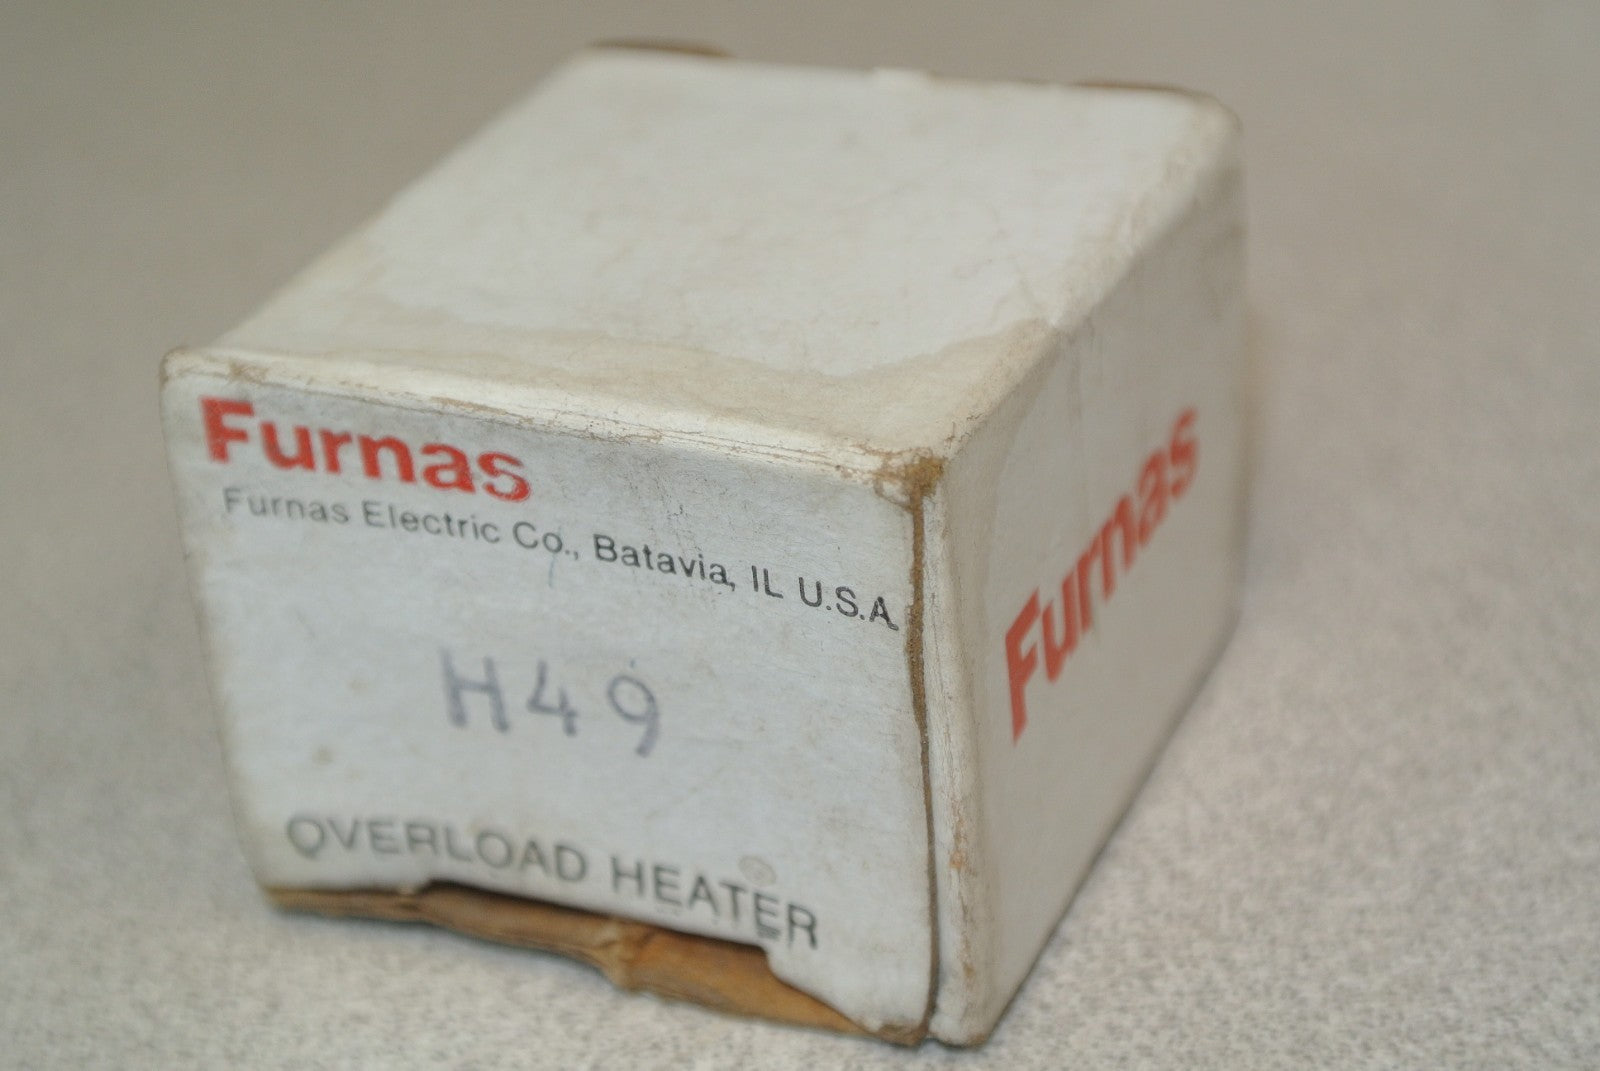 Furnas
Furnas Electric Co., Batavia, IL U.S.A.
H49
OVERLOAD HEATER
Furnas